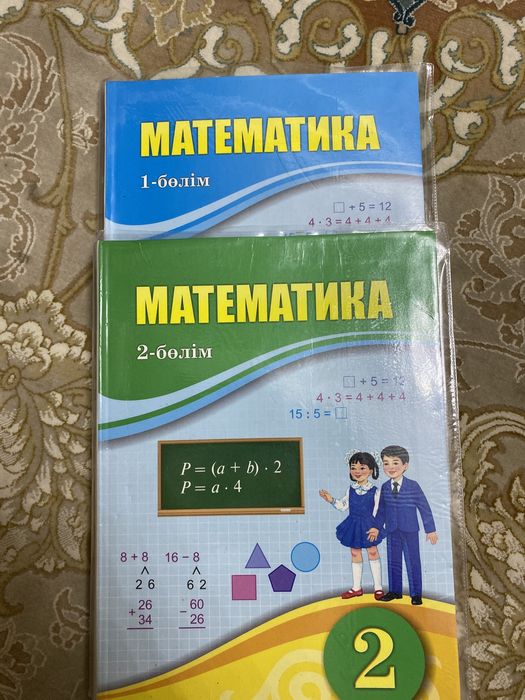 МАТЕМАТИКА
1-бөлім
□ + 5 = 12
4 · 3 = 4 + 4 + 4
МАТЕМАТИКА
2-бөлім
□ + 5 = 12
4 · 3 = 4 + 4 + 4
15 : 5 = □
P = (a + b) · 2
P = a · 4
8 + 8 16 − 8
2 6 6 2
+ 26 − 60
34 26
2